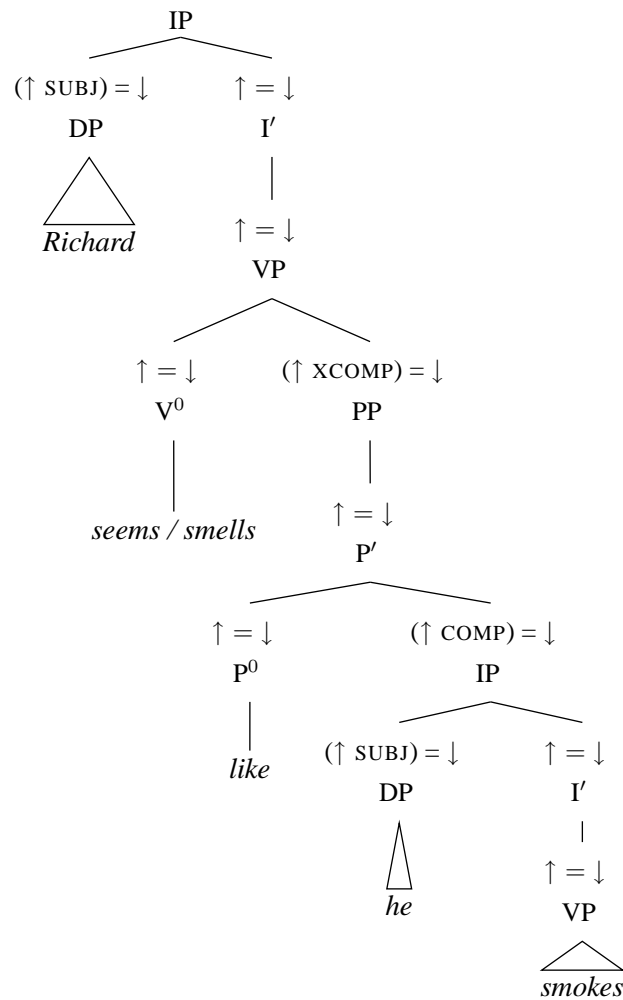 IP
(↑ SUBJ) = ↓ ↑ = ↓
DP I′
Richard ↑ = ↓
VP
↑ = ↓ (↑ XCOMP) = ↓
V⁰ PP
seems / smells ↑ = ↓
P′
↑ = ↓ (↑ COMP) = ↓
P⁰ IP
like (↑ SUBJ) = ↓ ↑ = ↓
DP I′
he ↑ = ↓
VP
smokes